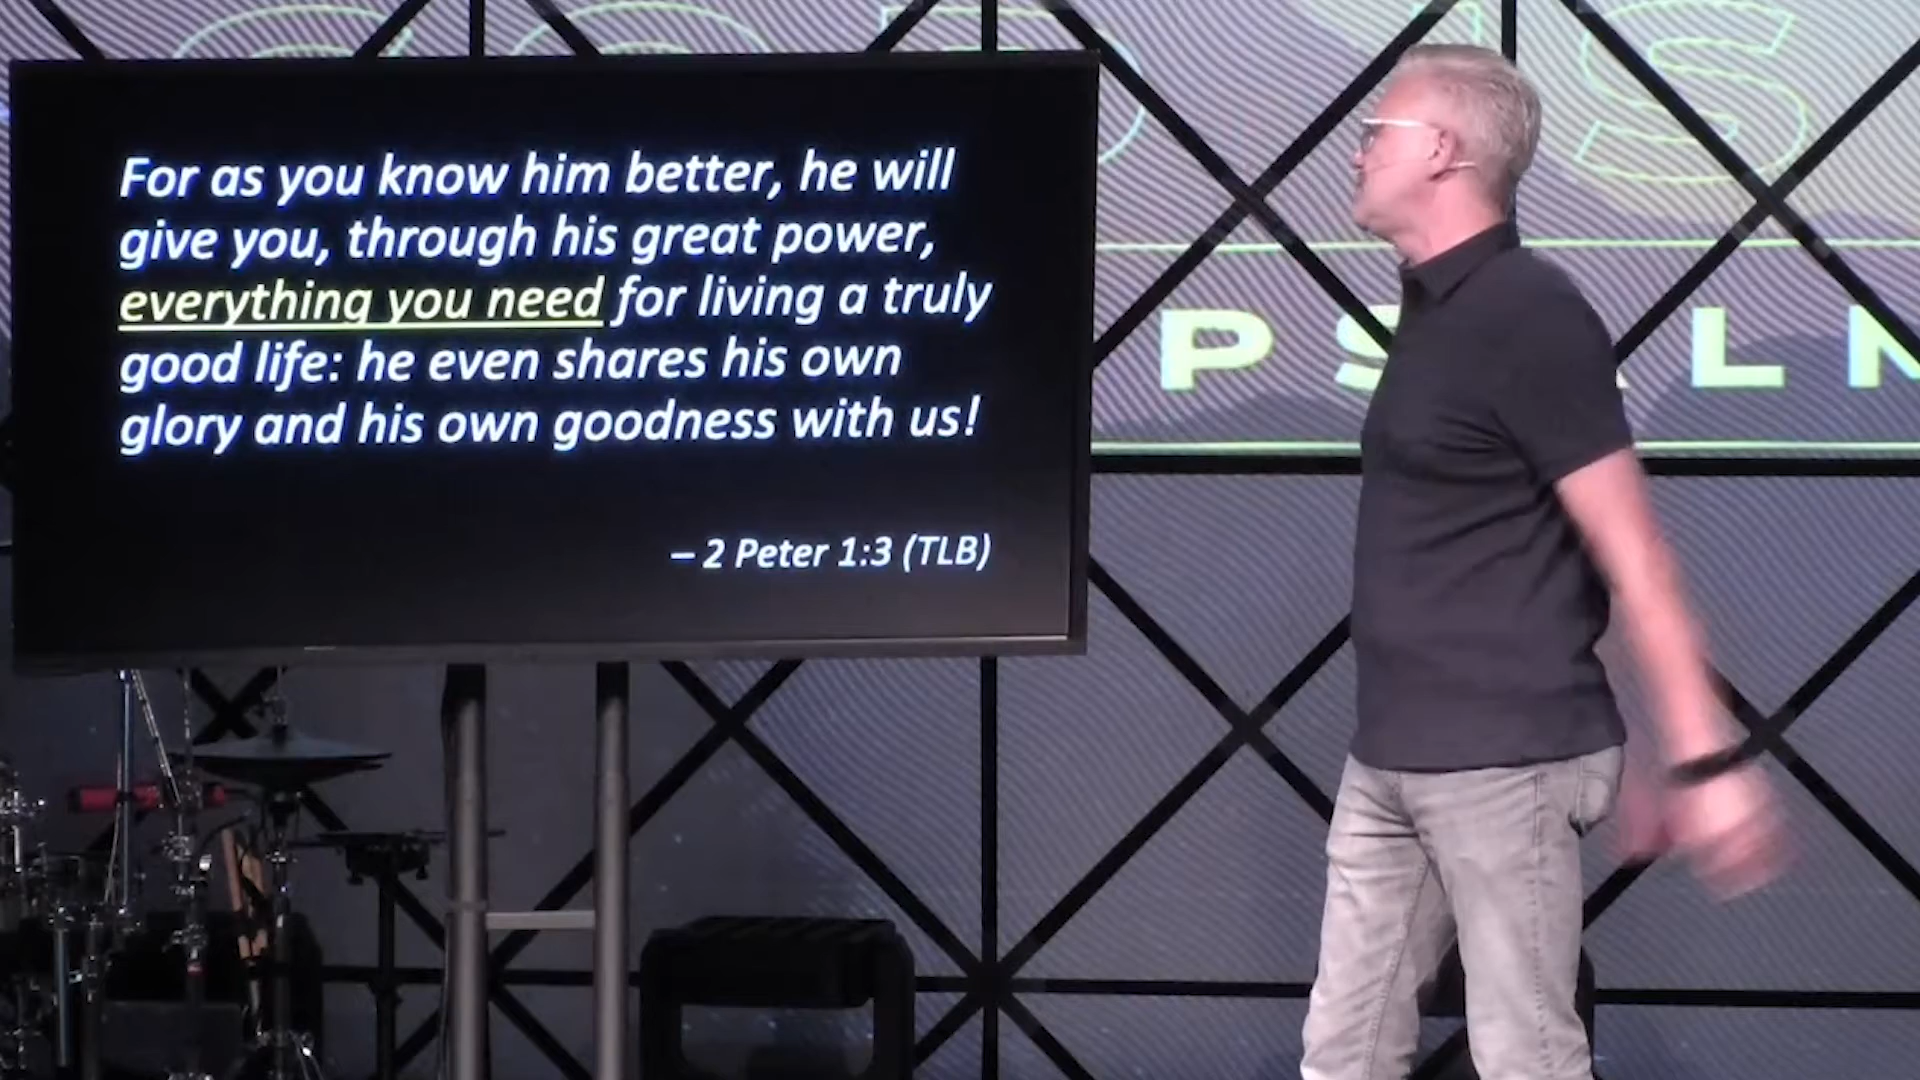 For as you know him better, he will
give you, through his great power,
everything you need for living a truly
good life: he even shares his own
glory and his own goodness with us!
– 2 Peter 1:3 (TLB)